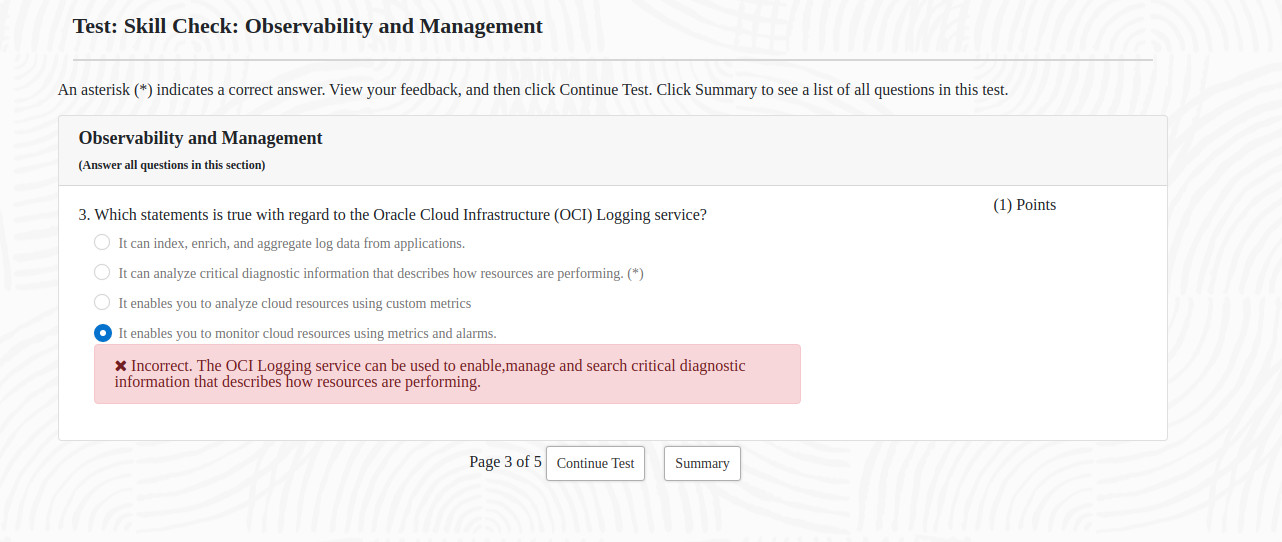 Test: Skill Check: Observability and Management
An asterisk (*) indicates a correct answer. View your feedback, and then click Continue Test. Click Summary to see a list of all questions in this test.
Observability and Management
(Answer all questions in this section)
3. Which statements is true with regard to the Oracle Cloud Infrastructure (OCI) Logging service?
(1) Points
It can index, enrich, and aggregate log data from applications.
It can analyze critical diagnostic information that describes how resources are performing. (*)
It enables you to analyze cloud resources using custom metrics
It enables you to monitor cloud resources using metrics and alarms.
✖ Incorrect. The OCI Logging service can be used to enable,manage and search critical diagnostic
information that describes how resources are performing.
Page 3 of 5 Continue Test Summary